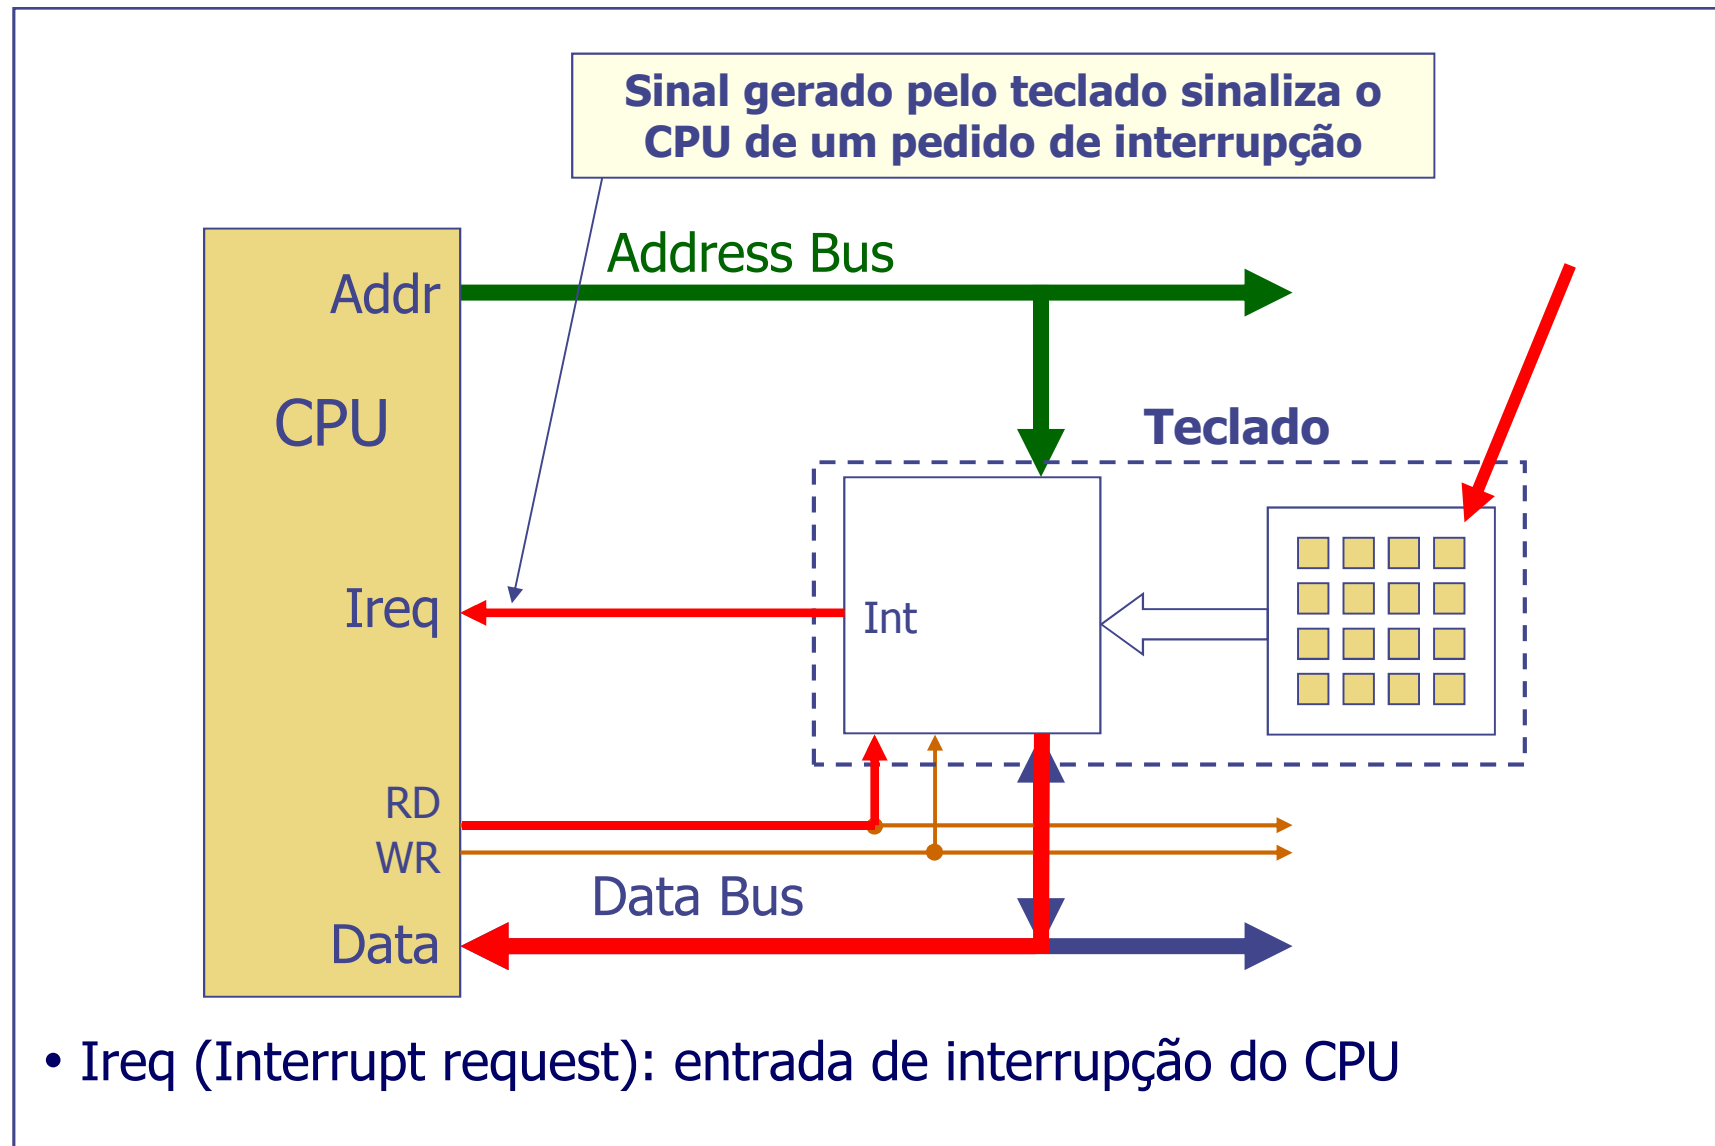 Sinal gerado pelo teclado sinaliza o
CPU de um pedido de interrupção
Address Bus
Addr
CPU
Teclado
Ireq
Int
RD
WR
Data Bus
Data
• Ireq (Interrupt request): entrada de interrupção do CPU